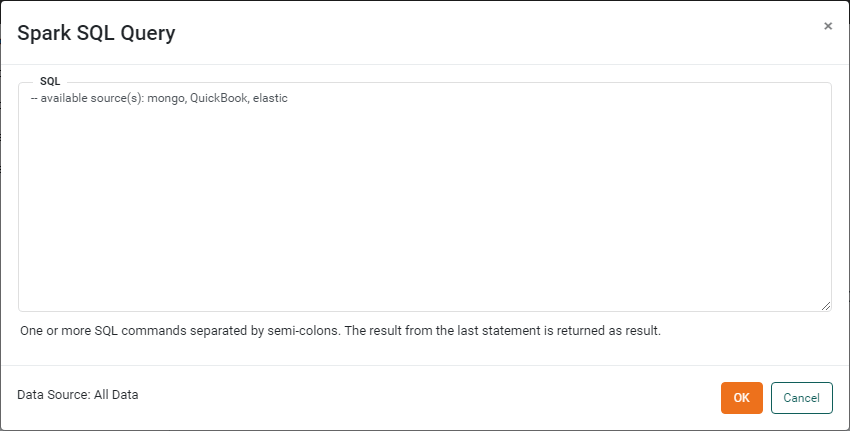 Spark SQL Query
×
SQL
-- available source(s): mongo, QuickBook, elastic
One or more SQL commands separated by semi-colons. The result from the last statement is returned as result.
Data Source: All Data
OK
Cancel